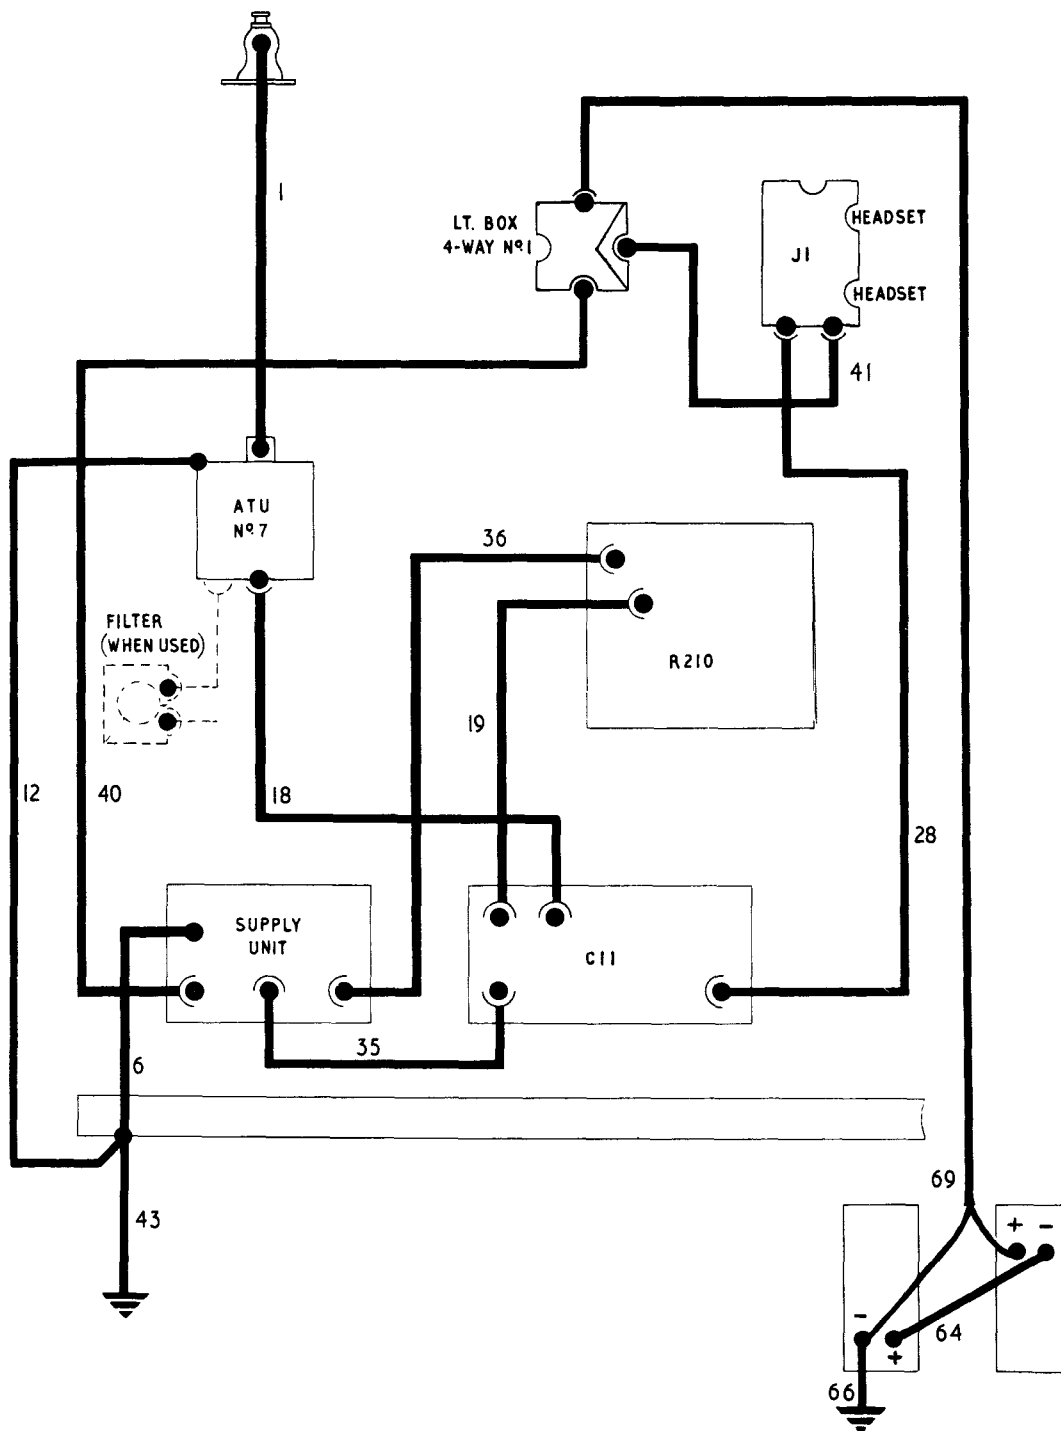 1
LT. BOX
4-WAY Nº1
HEADSET
J1
HEADSET
41
ATU
Nº7
36
FILTER
(WHEN USED)
R210
19
12
40
18
28
SUPPLY
UNIT
C11
35
6
69
43
+ -
-
+
64
66